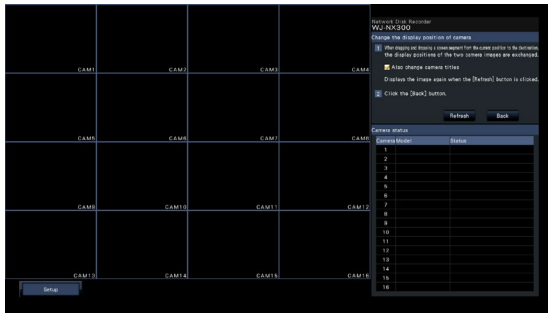 Network Disk Recorder
WJ-NX300
Change the display position of camera
1 When dragging and dropping a screen segment from the current position to the destination,
the display positions of the two camera images are exchanged.
Also change camera titles
Displays the image again when the [Refresh] button is clicked.
2 Click the [Back] button.
Refresh Back
Camera status
Camera Model Status
1
2
3
4
5
6
7
8
9
10
11
12
13
14
15
16
CAM1 CAM2 CAM3 CAM4
CAM5 CAM6 CAM7 CAM8
CAM9 CAM10 CAM11 CAM12
CAM13 CAM14 CAM15 CAM16
Setup